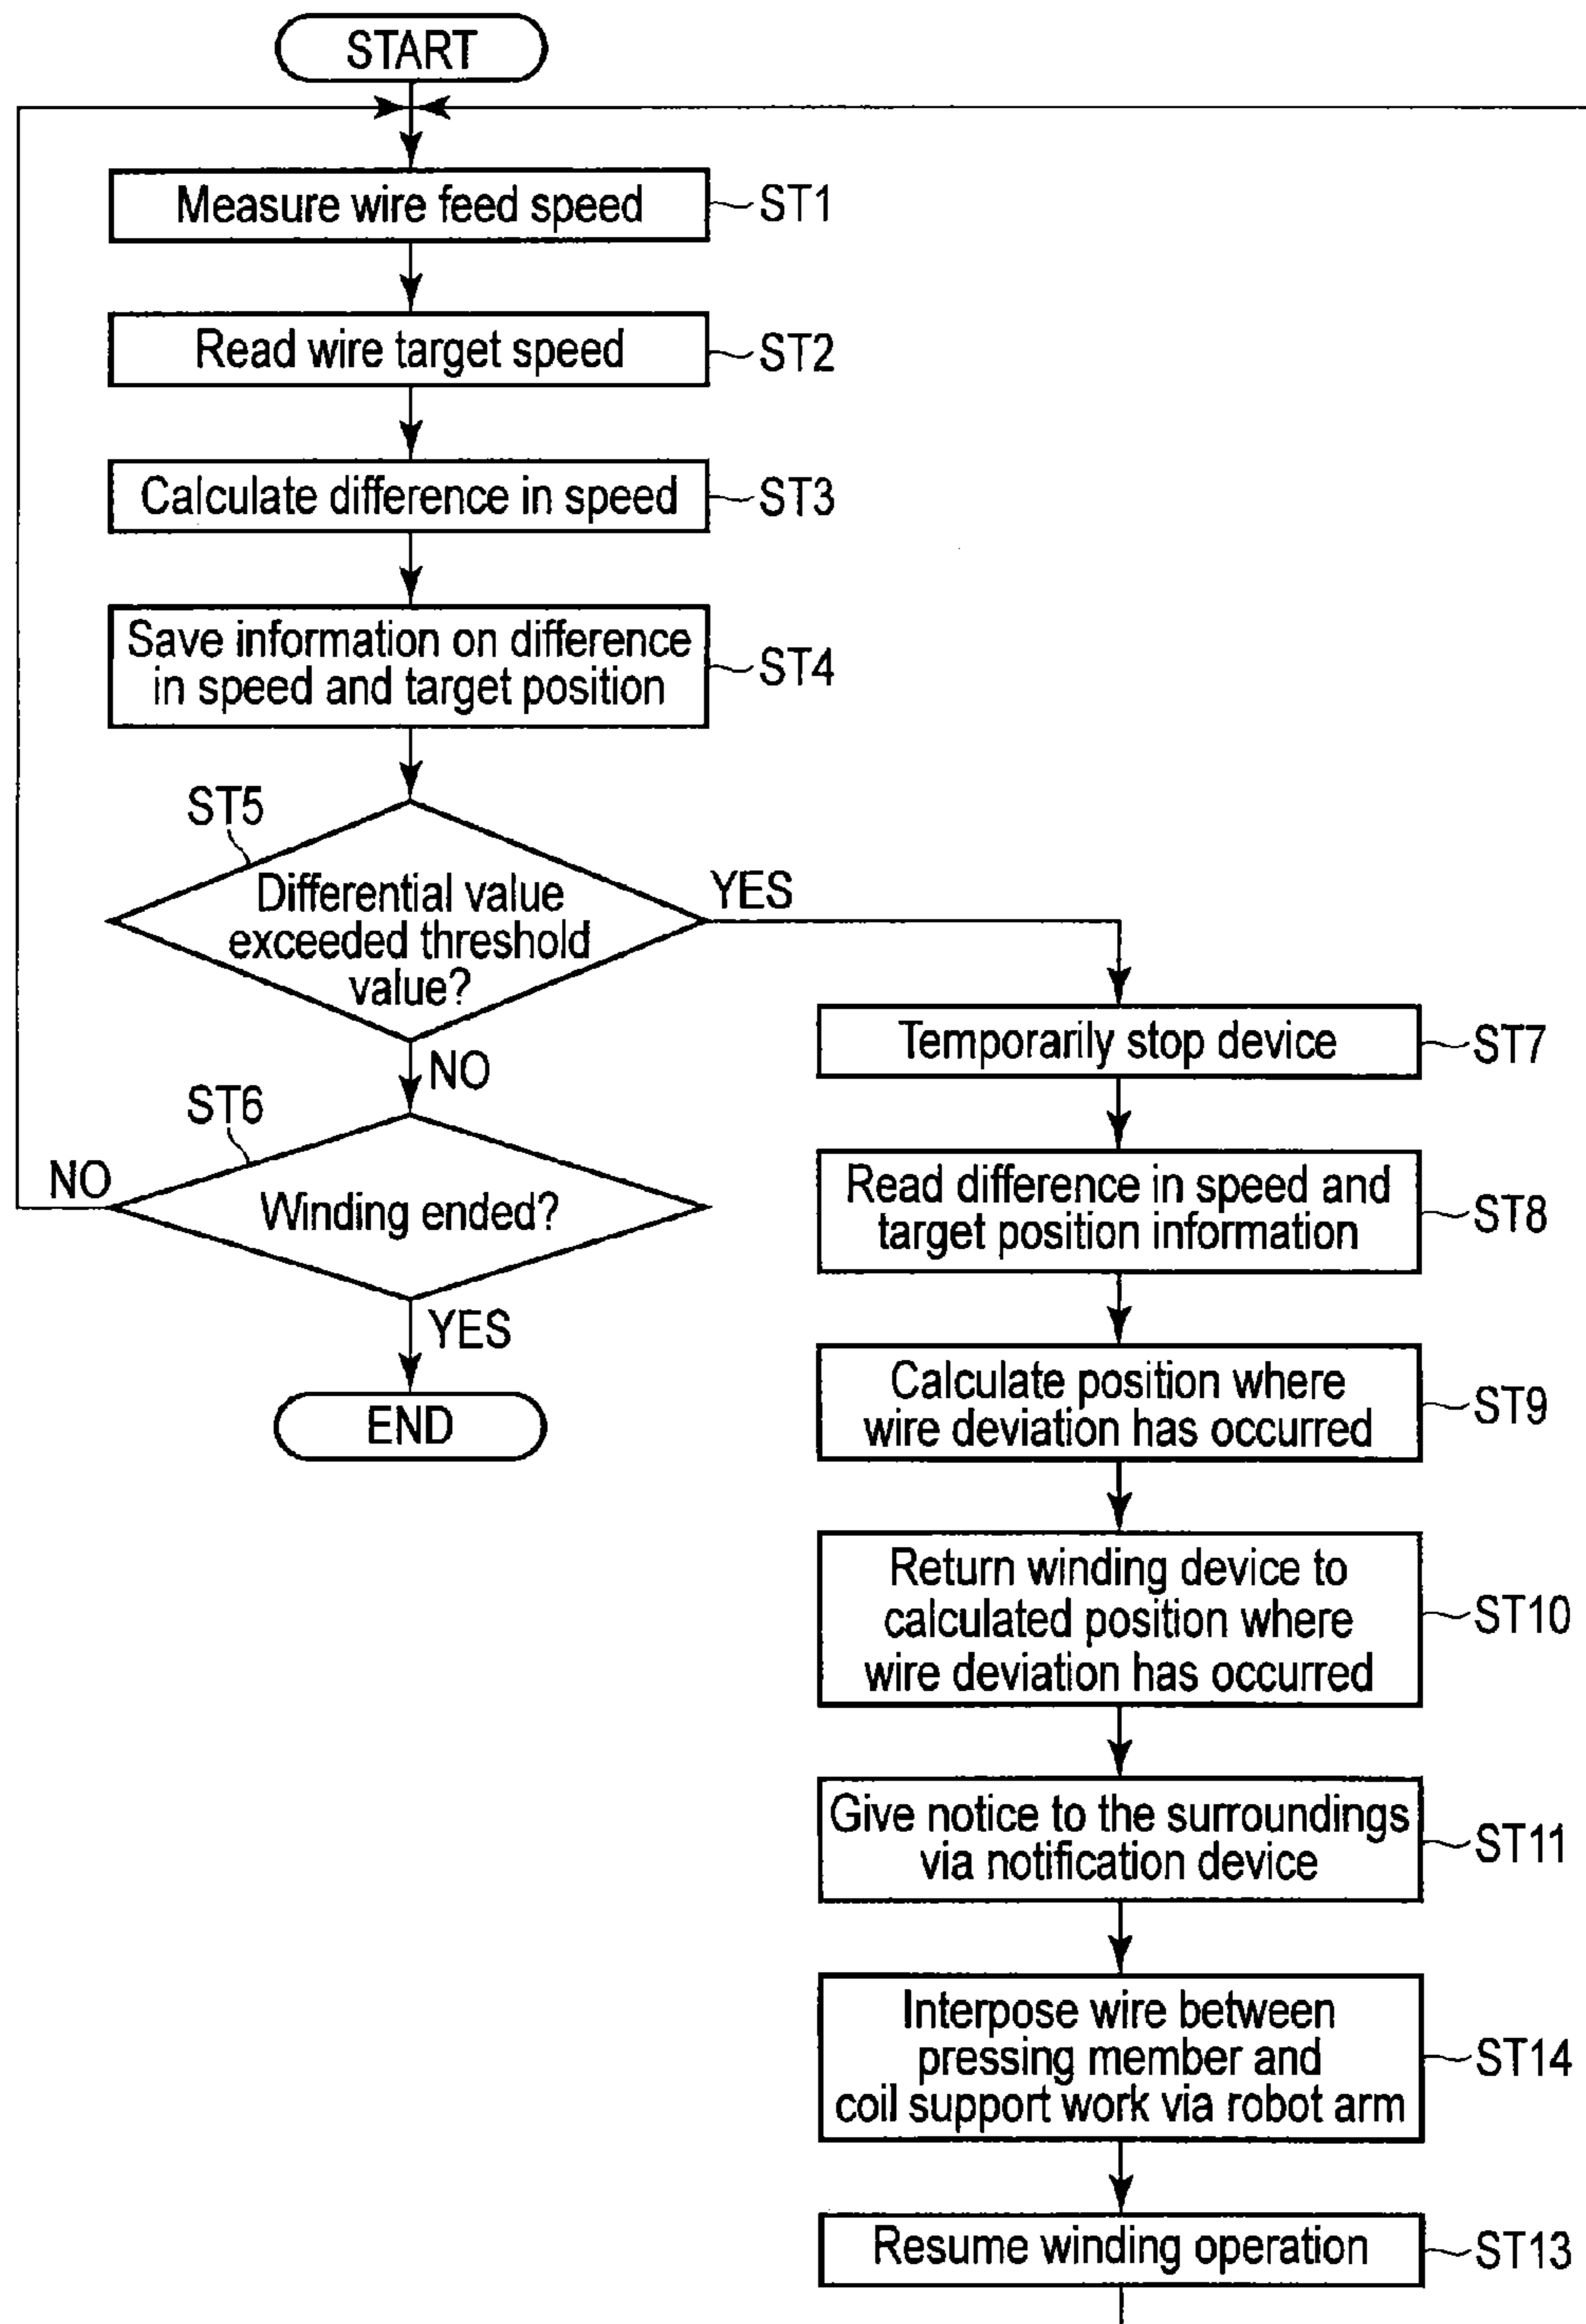 START
Measure wire feed speed
ST1
Read wire target speed
ST2
Calculate difference in speed
ST3
Save information on difference
in speed and target position
ST4
ST5
Differential value
exceeded threshold
value?
YES
NO
ST6
Winding ended?
NO
YES
END
Temporarily stop device
ST7
Read difference in speed and
target position information
ST8
Calculate position where
wire deviation has occurred
ST9
Return winding device to
calculated position where
wire deviation has occurred
ST10
Give notice to the surroundings
via notification device
ST11
Interpose wire between
pressing member and
coil support work via robot arm
ST14
Resume winding operation
ST13